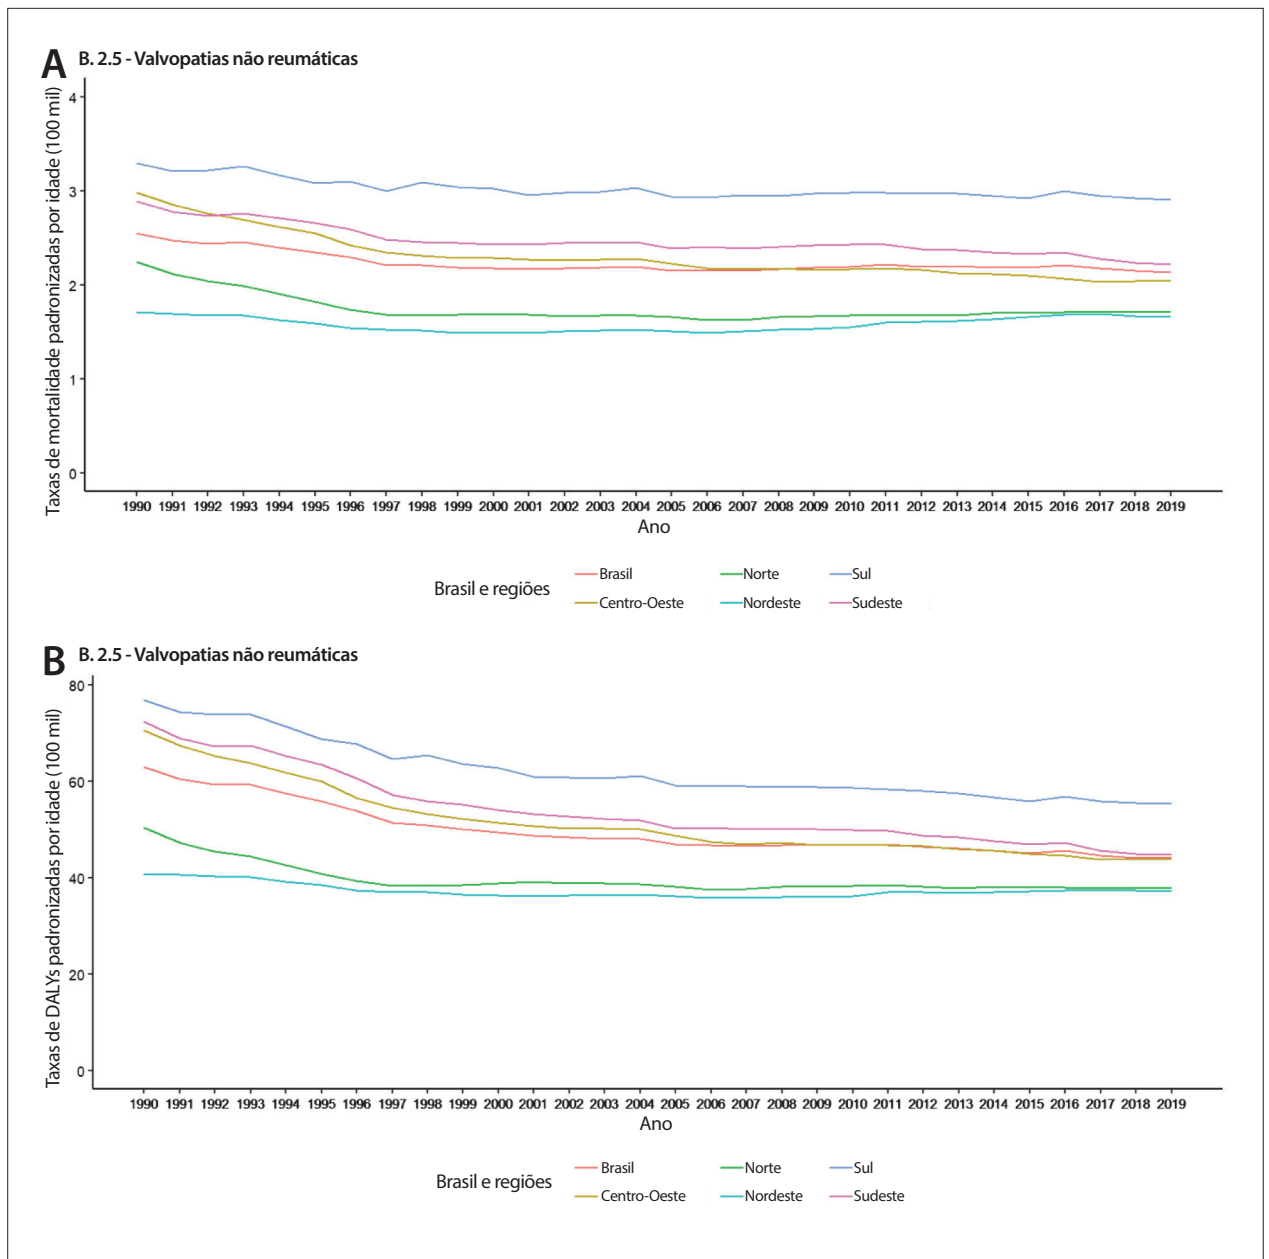 A B. 2.5 - Valvopatias não reumáticas
Taxas de mortalidade padronizadas por idade (100 mil)
4
3
2
1
0
1990 1991 1992 1993 1994 1995 1996 1997 1998 1999 2000 2001 2002 2003 2004 2005 2006 2007 2008 2009 2010 2011 2012 2013 2014 2015 2016 2017 2018 2019
Ano
Brasil e regiões
Brasil Norte Sul
Centro-Oeste Nordeste Sudeste
B B. 2.5 - Valvopatias não reumáticas
Taxas de DALYs padronizadas por idade (100 mil)
80
60
40
20
0
1990 1991 1992 1993 1994 1995 1996 1997 1998 1999 2000 2001 2002 2003 2004 2005 2006 2007 2008 2009 2010 2011 2012 2013 2014 2015 2016 2017 2018 2019
Ano
Brasil e regiões
Brasil Norte Sul
Centro-Oeste Nordeste Sudeste